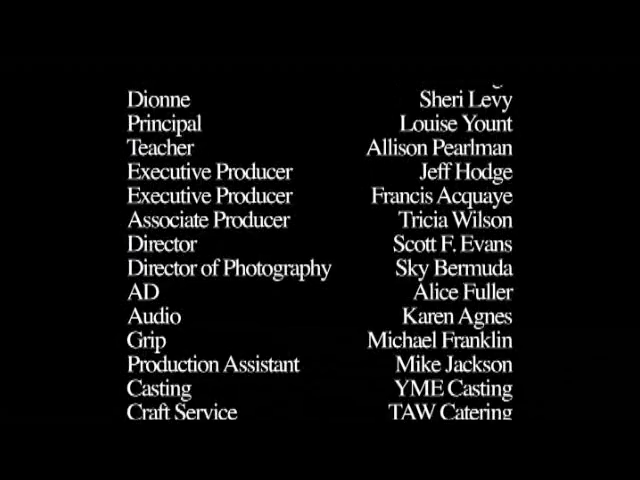 Dionne Sheri Levy
Principal Louise Yount
Teacher Allison Pearlman
Executive Producer Jeff Hodge
Executive Producer Francis Acquaye
Associate Producer Tricia Wilson
Director Scott F. Evans
Director of Photography Sky Bermuda
AD Alice Fuller
Audio Karen Agnes
Grip Michael Franklin
Production Assistant Mike Jackson
Casting YME Casting
Craft Service TAW Catering